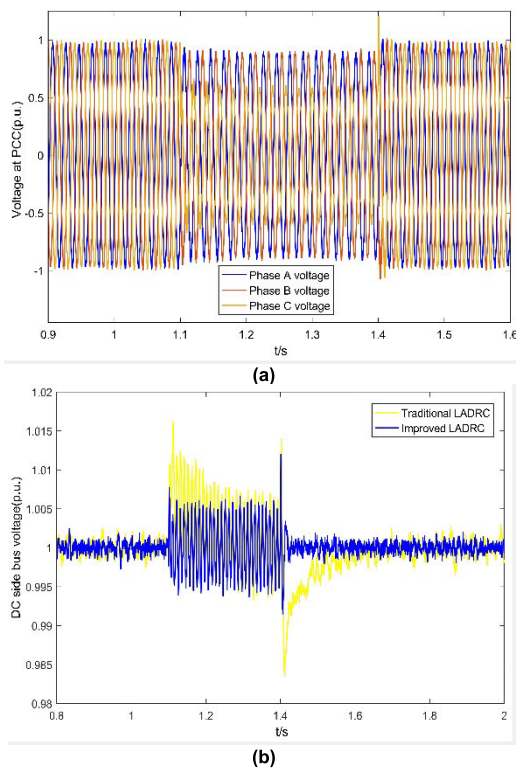 1
0.5
0
-0.5
-1
Voltage at PCC(p.u.)
Phase A voltage
Phase B voltage
Phase C voltage
0.9 1 1.1 1.2 1.3 1.4 1.5 1.6
t/s
(a)
1.02
1.015
1.01
1.005
1
0.995
0.99
0.985
0.98
DC side bus voltage(p.u.)
Traditional LADRC
Improved LADRC
0.8 1 1.2 1.4 1.6 1.8 2
t/s
(b)